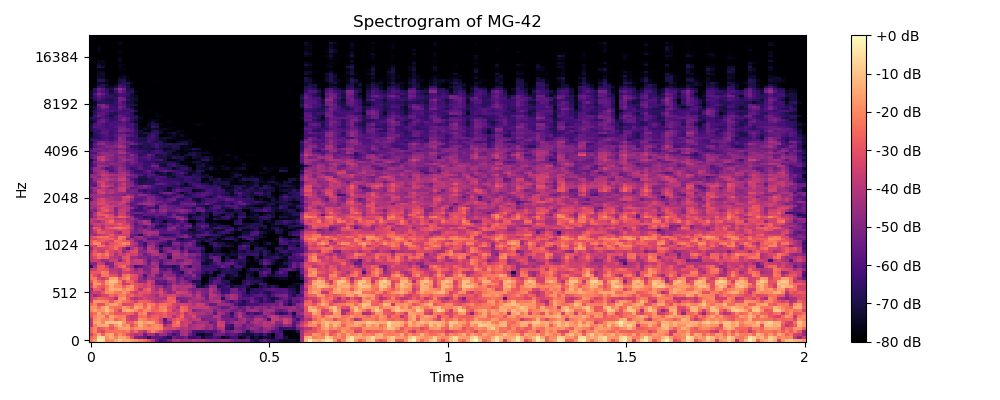 Spectrogram of MG-42
Hz
16384
8192
4096
2048
1024
512
0
0
0.5
1
1.5
2
Time
+0 dB
-10 dB
-20 dB
-30 dB
-40 dB
-50 dB
-60 dB
-70 dB
-80 dB